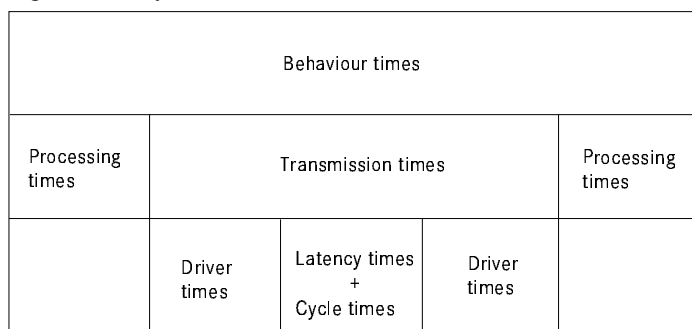 Behaviour times
Processing
times
Transmission times
Processing
times
Driver
times
Latency times
+
Cycle times
Driver
times